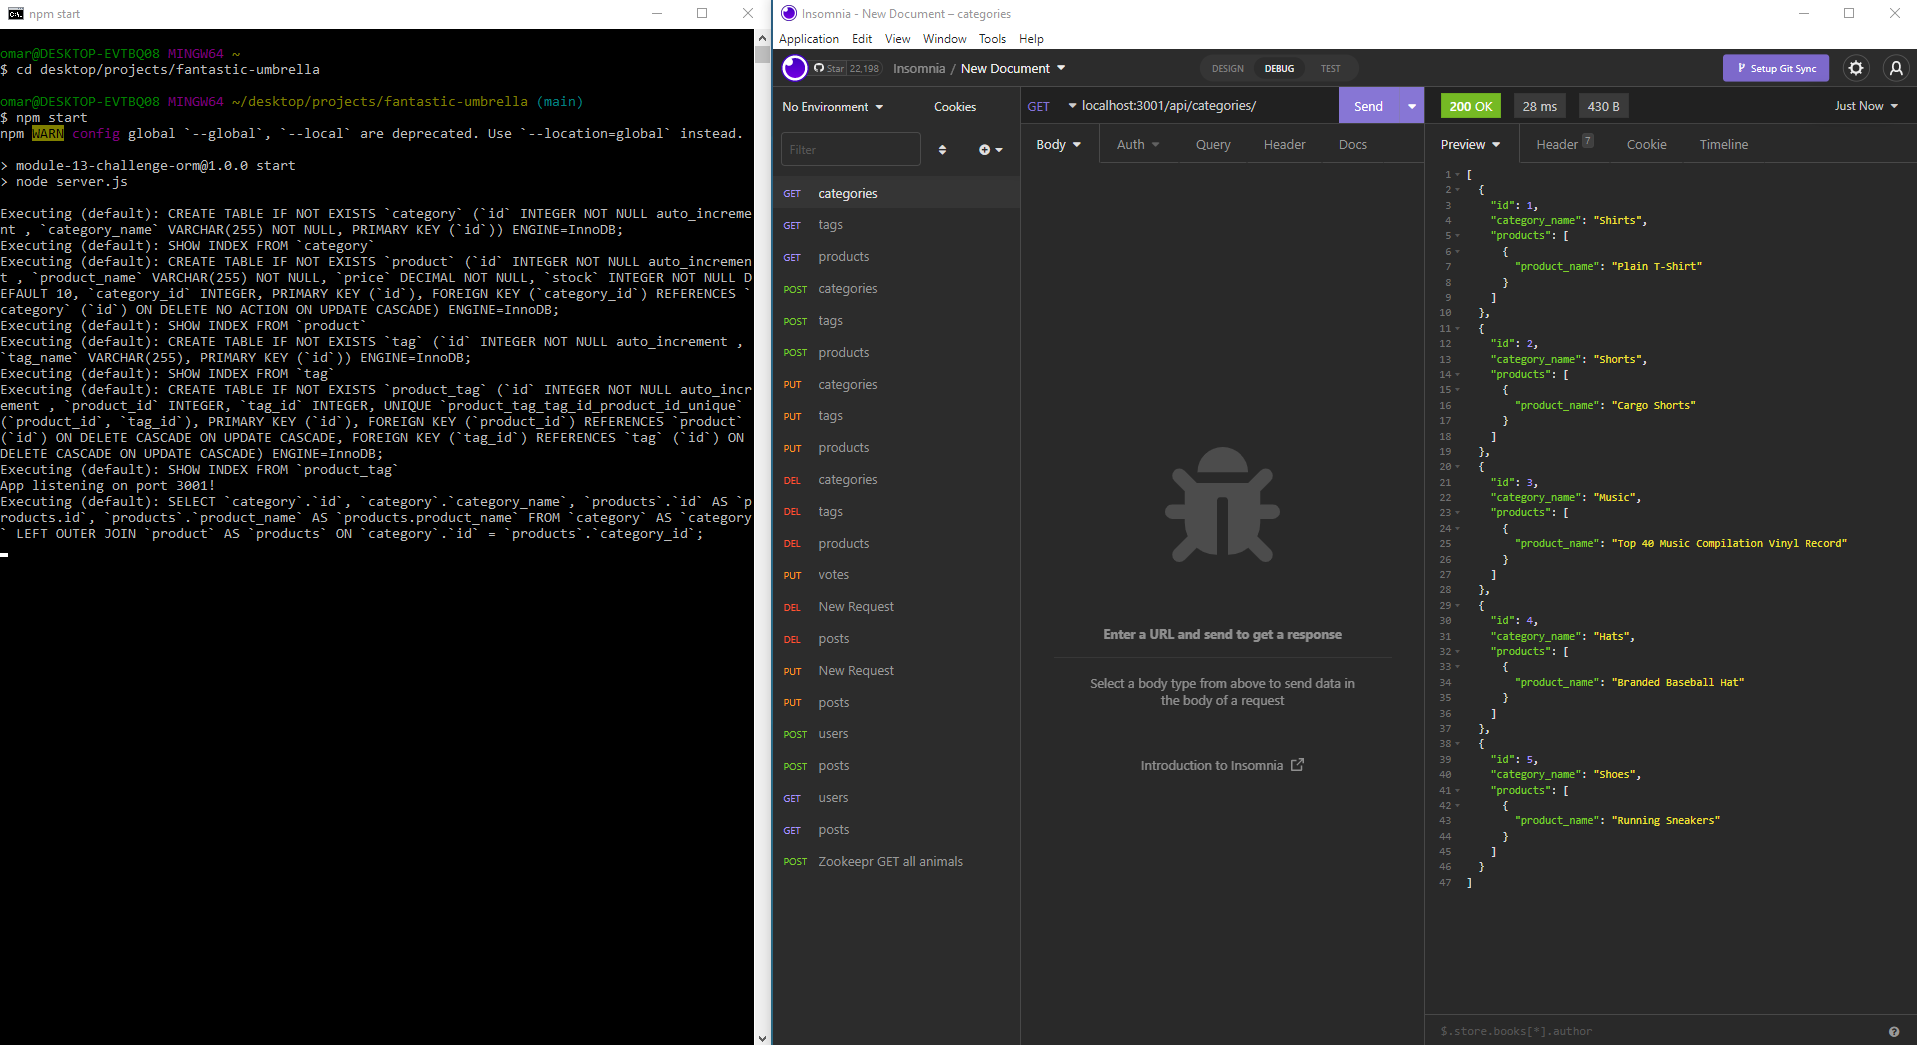 npm start
omar@DESKTOP-EVTBQ08 MINGW64 ~
$ cd desktop/projects/fantastic-umbrella
omar@DESKTOP-EVTBQ08 MINGW64 ~/desktop/projects/fantastic-umbrella (main)
$ npm start
npm WARN config global `--global`, `--local` are deprecated. Use `--location=global` instead.
> module-13-challenge-orm@1.0.0 start
> node server.js
Executing (default): CREATE TABLE IF NOT EXISTS `category` (`id` INTEGER NOT NULL auto_increme
nt , `category_name` VARCHAR(255) NOT NULL, PRIMARY KEY (`id`)) ENGINE=InnoDB;
Executing (default): SHOW INDEX FROM `category`
Executing (default): CREATE TABLE IF NOT EXISTS `product` (`id` INTEGER NOT NULL auto_incremen
t , `product_name` VARCHAR(255) NOT NULL, `price` DECIMAL NOT NULL, `stock` INTEGER NOT NULL D
EFAULT 10, `category_id` INTEGER, PRIMARY KEY (`id`), FOREIGN KEY (`category_id`) REFERENCES `
category` (`id`) ON DELETE NO ACTION ON UPDATE CASCADE) ENGINE=InnoDB;
Executing (default): SHOW INDEX FROM `product`
Executing (default): CREATE TABLE IF NOT EXISTS `tag` (`id` INTEGER NOT NULL auto_increment ,
`tag_name` VARCHAR(255), PRIMARY KEY (`id`)) ENGINE=InnoDB;
Executing (default): SHOW INDEX FROM `tag`
Executing (default): CREATE TABLE IF NOT EXISTS `product_tag` (`id` INTEGER NOT NULL auto_incr
ement , `product_id` INTEGER, `tag_id` INTEGER, UNIQUE `product_tag_tag_id_product_id_unique`
(`product_id`, `tag_id`), PRIMARY KEY (`id`), FOREIGN KEY (`product_id`) REFERENCES `product`
(`id`) ON DELETE CASCADE ON UPDATE CASCADE, FOREIGN KEY (`tag_id`) REFERENCES `tag` (`id`) ON
DELETE CASCADE ON UPDATE CASCADE) ENGINE=InnoDB;
Executing (default): SHOW INDEX FROM `product_tag`
App listening on port 3001!
Executing (default): SELECT `category`.`id`, `category`.`category_name`, `products`.`id` AS `p
roducts.id`, `products`.`product_name` AS `products.product_name` FROM `category` AS `category
` LEFT OUTER JOIN `product` AS `products` ON `category`.`id` = `products`.`category_id`;
Insomnia - New Document – categories
Application Edit View Window Tools Help
Star 22,198 Insomnia / New Document
DESIGN DEBUG TEST
Setup Git Sync
No Environment Cookies
Filter
GET categories
GET tags
GET products
POST categories
POST tags
POST products
PUT categories
PUT tags
PUT products
DEL categories
DEL tags
DEL products
PUT votes
DEL New Request
DEL posts
PUT New Request
PUT posts
POST users
POST posts
GET users
GET posts
POST Zookeepr GET all animals
GET localhost:3001/api/categories/ Send
Body Auth Query Header Docs
Enter a URL and send to get a response
Select a body type from above to send data in
the body of a request
Introduction to Insomnia
200 OK 28 ms 430 B Just Now
Preview Header 7 Cookie Timeline
1 [
2 {
3 "id": 1,
4 "category_name": "Shirts",
5 "products": [
6 {
7 "product_name": "Plain T-Shirt"
8 }
9 ]
10 },
11 {
12 "id": 2,
13 "category_name": "Shorts",
14 "products": [
15 {
16 "product_name": "Cargo Shorts"
17 }
18 ]
19 },
20 {
21 "id": 3,
22 "category_name": "Music",
23 "products": [
24 {
25 "product_name": "Top 40 Music Compilation Vinyl Record"
26 }
27 ]
28 },
29 {
30 "id": 4,
31 "category_name": "Hats",
32 "products": [
33 {
34 "product_name": "Branded Baseball Hat"
35 }
36 ]
37 },
38 {
39 "id": 5,
40 "category_name": "Shoes",
41 "products": [
42 {
43 "product_name": "Running Sneakers"
44 }
45 ]
46 }
47 ]
$.store.books[*].author